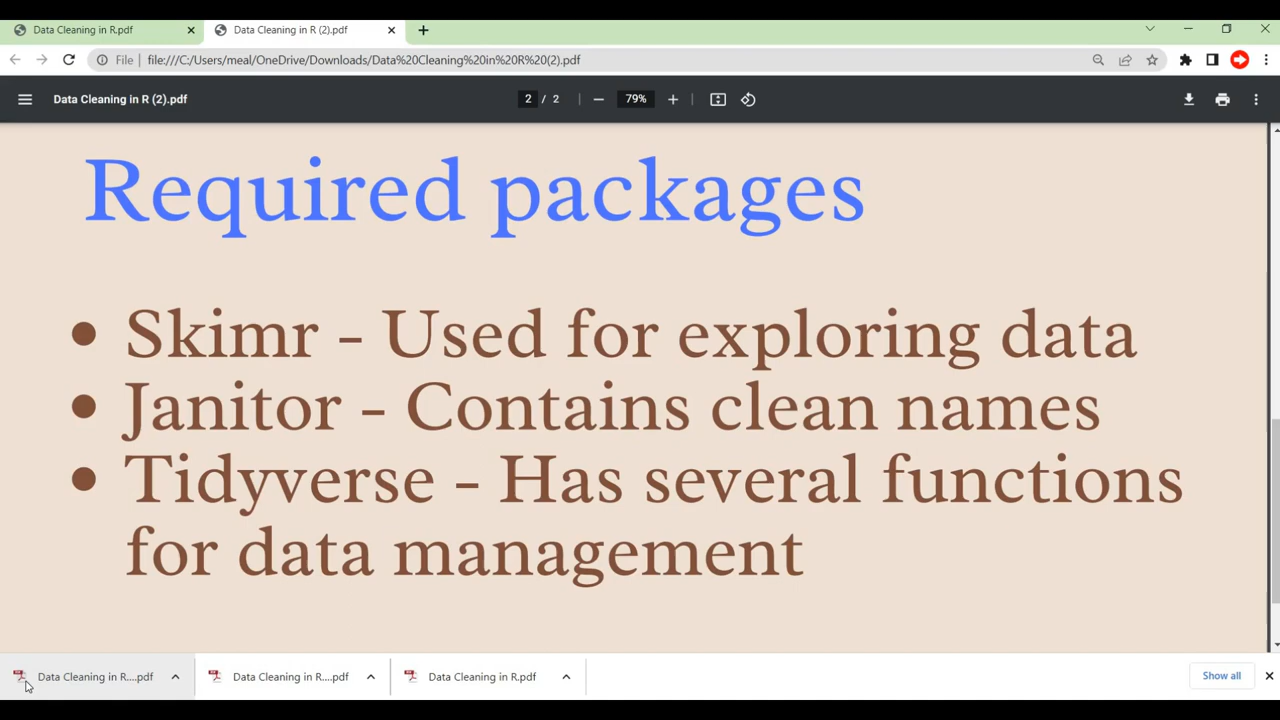 Data Cleaning in R.pdf
Data Cleaning in R (2).pdf
File file:///C:/Users/meal/OneDrive/Downloads/Data%20Cleaning%20in%20R%20(2).pdf
Data Cleaning in R (2).pdf 2 / 2 79%
Required packages
• Skimr - Used for exploring data
• Janitor - Contains clean names
• Tidyverse - Has several functions
for data management
Data Cleaning in R....pdf Data Cleaning in R....pdf Data Cleaning in R.pdf Show all